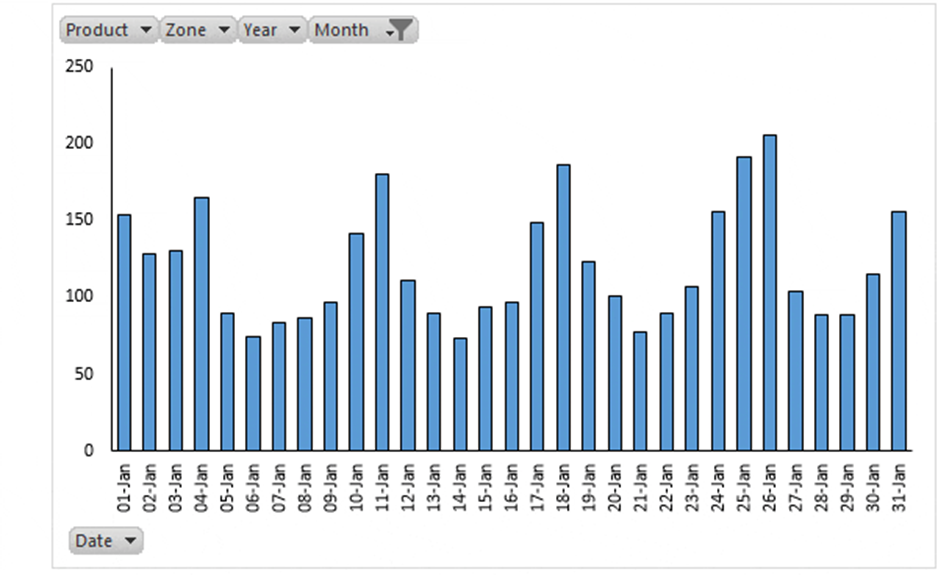 Product Zone Year Month
250
200
150
100
50
0
01-Jan 02-Jan 03-Jan 04-Jan 05-Jan 06-Jan 07-Jan 08-Jan 09-Jan 10-Jan 11-Jan 12-Jan 13-Jan 14-Jan 15-Jan 16-Jan 17-Jan 18-Jan 19-Jan 20-Jan 21-Jan 22-Jan 23-Jan 24-Jan 25-Jan 26-Jan 27-Jan 28-Jan 29-Jan 30-Jan 31-Jan
Date